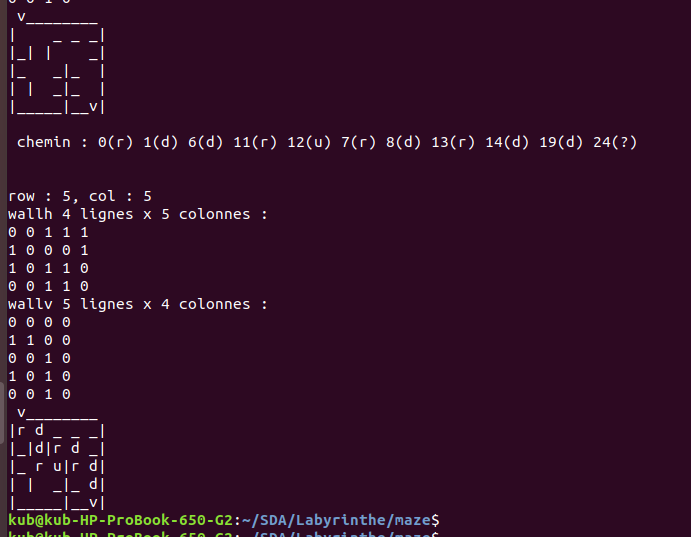 0 0 1 0
 v________
|    _ _ _|
|_| |    _|
|_   _|_  |
| |  _|_  |
|_____|__v|
 chemin : 0(r) 1(d) 6(d) 11(r) 12(u) 7(r) 8(d) 13(r) 14(d) 19(d) 24(?)
row : 5, col : 5
wallh 4 lignes x 5 colonnes :
0 0 1 1 1
1 0 0 0 1
1 0 1 1 0
0 0 1 1 0
wallv 5 lignes x 4 colonnes :
0 0 0 0
1 1 0 0
0 0 1 0
1 0 1 0
0 0 1 0
 v________
|r d _ _ _|
|_|d|r d _|
|_ r u|r d|
| |  _|_ d|
|_____|__v|
kub@kub-HP-ProBook-650-G2:~/SDA/Labyrinthe/maze$
kub@kub-HP-ProBook-650-G2:~/SDA/Labyrinthe/maze$